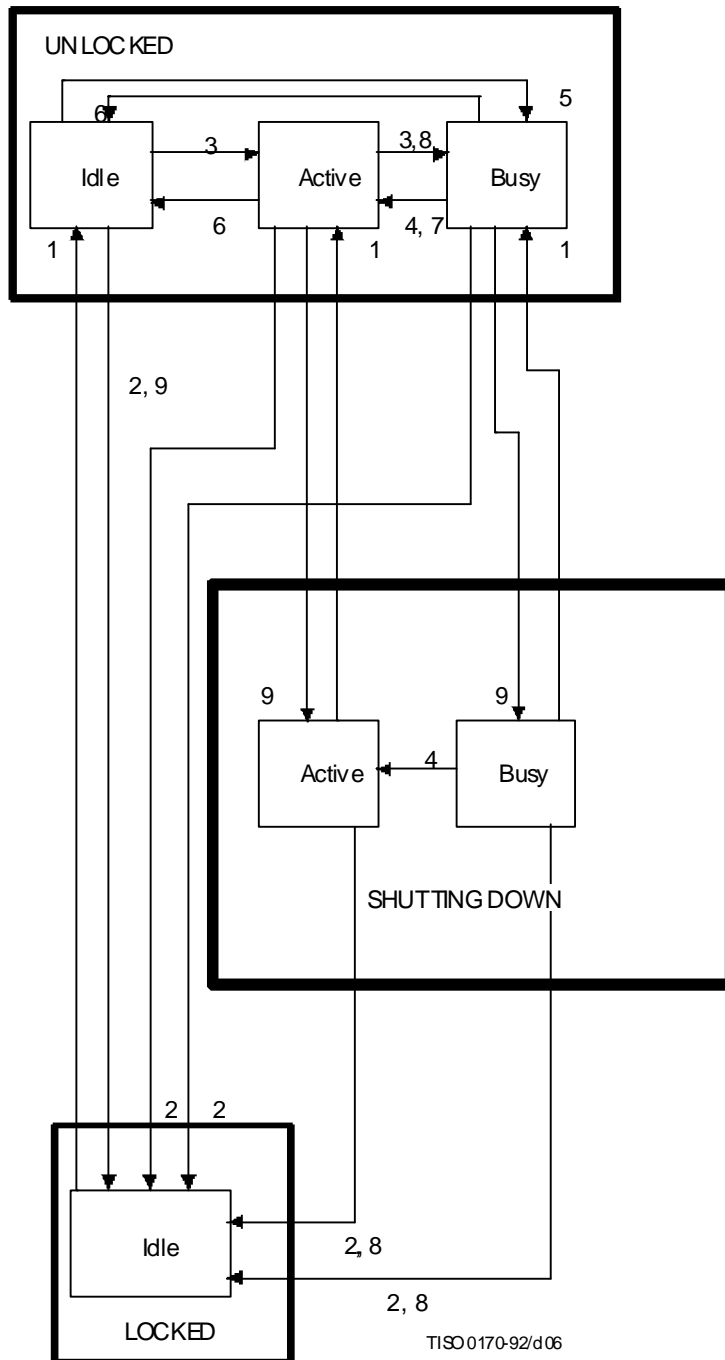 UNLOCKED
5
6
3
3,8
Idle
Active
Busy
6
4, 7
1
1
1
2, 9
9
9
4
Active
Busy
SHUTTING DOWN
2
2
Idle
2, 8
2, 8
LOCKED
TISO0170-92/d06